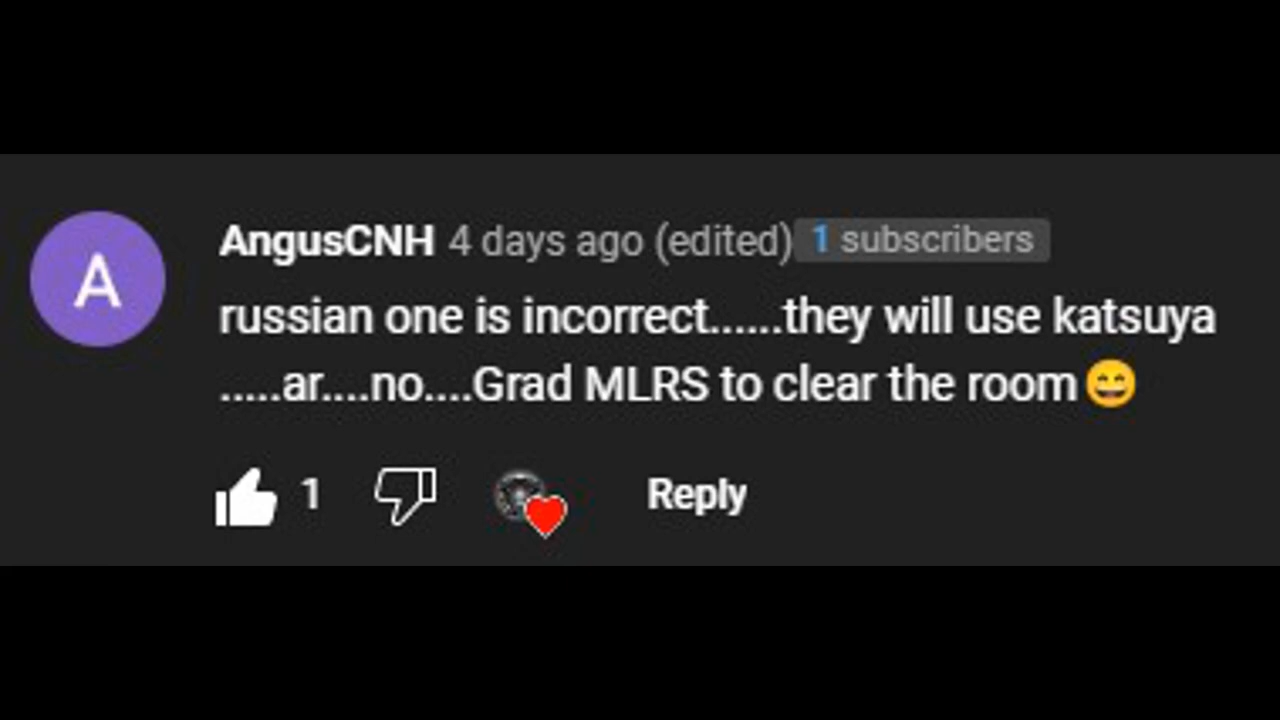 A
AngusCNH 4 days ago (edited) 1 subscribers
russian one is incorrect......they will use katsuya
.....ar....no....Grad MLRS to clear the room😄
1 Reply